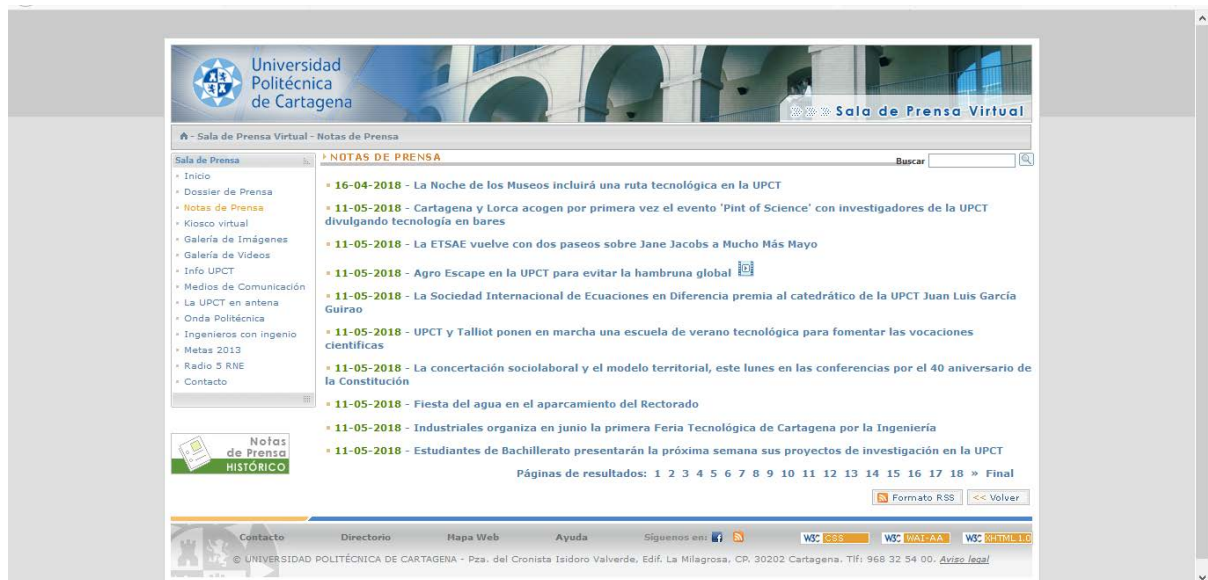 Universidad
Politécnica
de Cartagena
Sala de Prensa Virtual
- Sala de Prensa Virtual - Notas de Prensa
Sala de Prensa
Inicio
Dossier de Prensa
Notas de Prensa
Kiosco virtual
Galería de Imágenes
Galería de Videos
Info UPCT
Medios de Comunicación
La UPCT en antena
Onda Politécnica
Ingenieros con ingenio
Metas 2013
Radio 5 RNE
Contacto
Notas
de Prensa
HISTÓRICO
NOTAS DE PRENSA
Buscar
16-04-2018 - La Noche de los Museos incluirá una ruta tecnológica en la UPCT
11-05-2018 - Cartagena y Lorca acogen por primera vez el evento 'Pint of Science' con investigadores de la UPCT
divulgando tecnología en bares
11-05-2018 - La ETSAE vuelve con dos paseos sobre Jane Jacobs a Mucho Más Mayo
11-05-2018 - Agro Escape en la UPCT para evitar la hambruna global
11-05-2018 - La Sociedad Internacional de Ecuaciones en Diferencia premia al catedrático de la UPCT Juan Luis García
Guirao
11-05-2018 - UPCT y Talliot ponen en marcha una escuela de verano tecnológica para fomentar las vocaciones
cientificas
11-05-2018 - La concertación sociolaboral y el modelo territorial, este lunes en las conferencias por el 40 aniversario de
la Constitución
11-05-2018 - Fiesta del agua en el aparcamiento del Rectorado
11-05-2018 - Industriales organiza en junio la primera Feria Tecnológica de Cartagena por la Ingeniería
11-05-2018 - Estudiantes de Bachillerato presentarán la próxima semana sus proyectos de investigación en la UPCT
Páginas de resultados: 1 2 3 4 5 6 7 8 9 10 11 12 13 14 15 16 17 18 » Final
Formato RSS << Volver
Contacto Directorio Mapa Web Ayuda Síguenos en: W3C CSS W3C WAI-AA W3C XHTML 1.0
© UNIVERSIDAD POLITÉCNICA DE CARTAGENA - Pza. del Cronista Isidoro Valverde, Edif. La Milagrosa, CP. 30202 Cartagena. Tlf: 968 32 54 00. Aviso legal